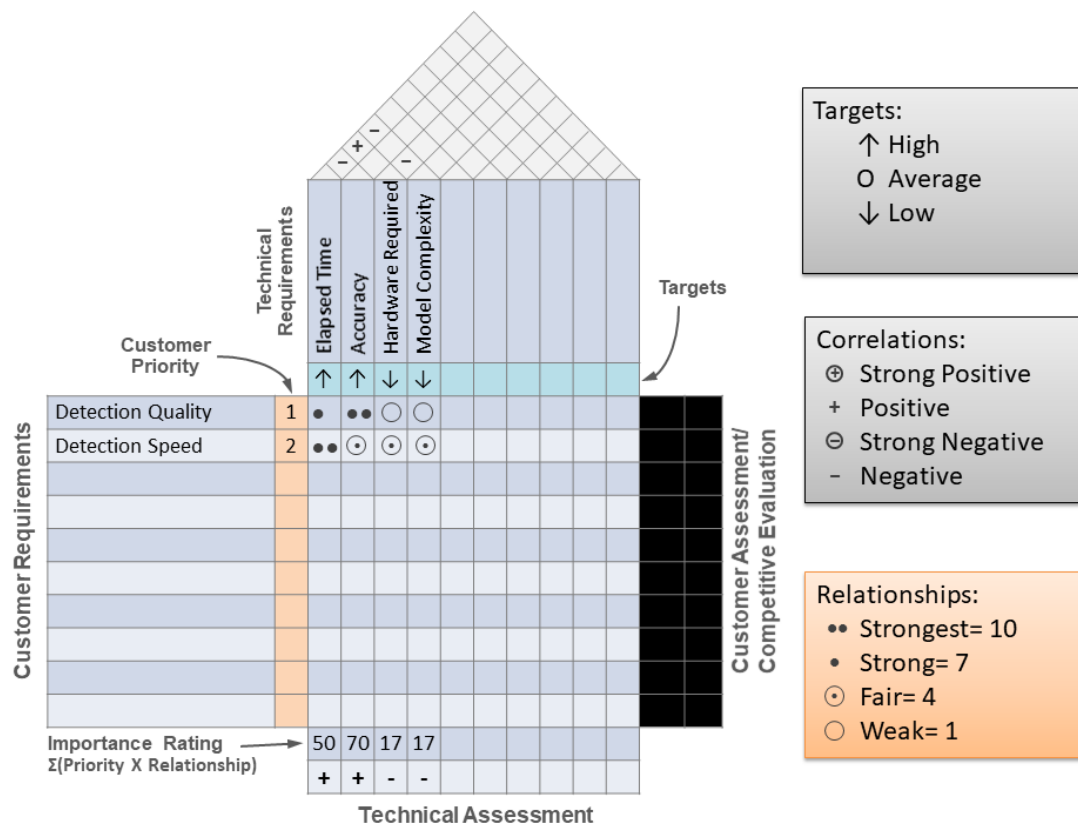 Targets:
↑ High
O Average
↓ Low
Correlations:
⊕ Strong Positive
+ Positive
⊖ Strong Negative
− Negative
Relationships:
•• Strongest= 10
• Strong= 7
⊙ Fair= 4
○ Weak= 1
−
− + −
−
Technical
Requirements
Elapsed Time
Accuracy
Hardware Required
Model Complexity
Targets
Customer
Priority
↑ ↑ ↓ ↓
Customer Requirements
Detection Quality 1 • •• ○ ○
Detection Speed 2 •• ⊙ ⊙ ⊙
Customer Assessment/
Competitive Evaluation
Importance Rating
Σ(Priority X Relationship)
50 70 17 17
+ + - -
Technical Assessment